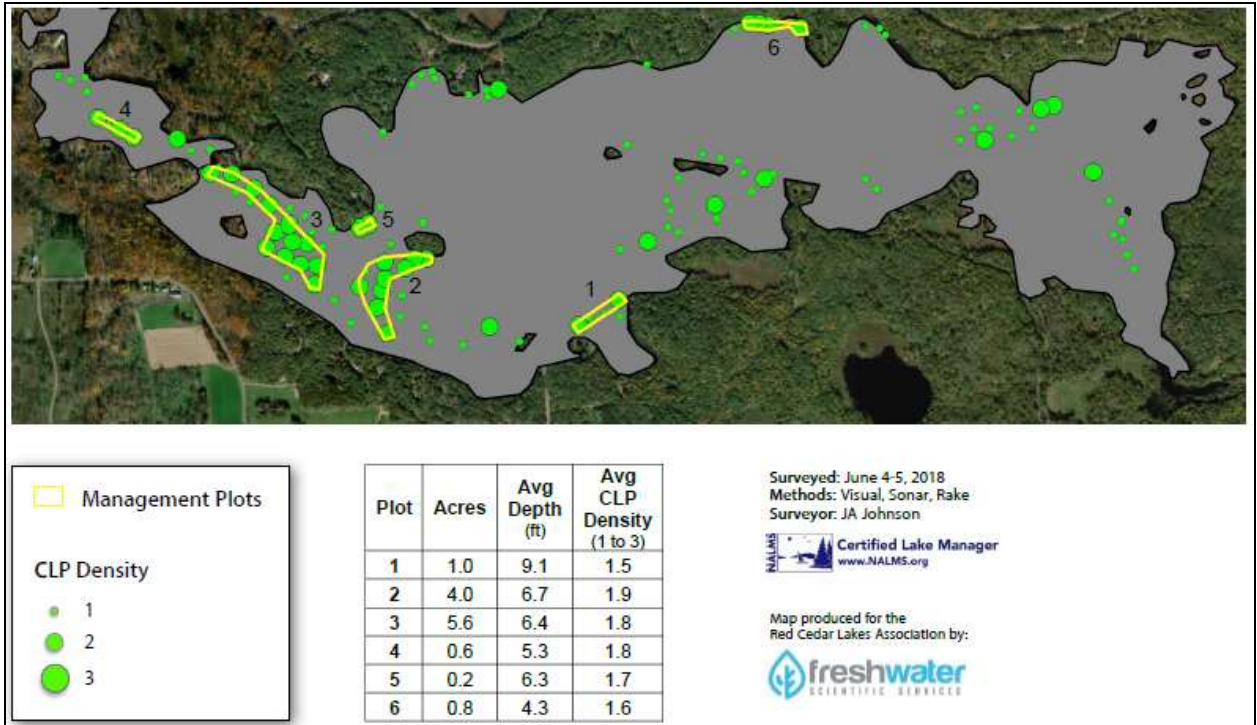 6
4
3
5
2
1
Management Plots
CLP Density
1
2
3
Plot Acres Avg Depth (ft) Avg CLP Density (1 to 3)
1 1.0 9.1 1.5
2 4.0 6.7 1.9
3 5.6 6.4 1.8
4 0.6 5.3 1.8
5 0.2 6.3 1.7
6 0.8 4.3 1.6
Surveyed: June 4-5, 2018
Methods: Visual, Sonar, Rake
Surveyor: JA Johnson
NALMS
Certified Lake Manager
www.NALMS.org
Map produced for the
Red Cedar Lakes Association by:
freshwater
SCIENTIFIC SERVICES